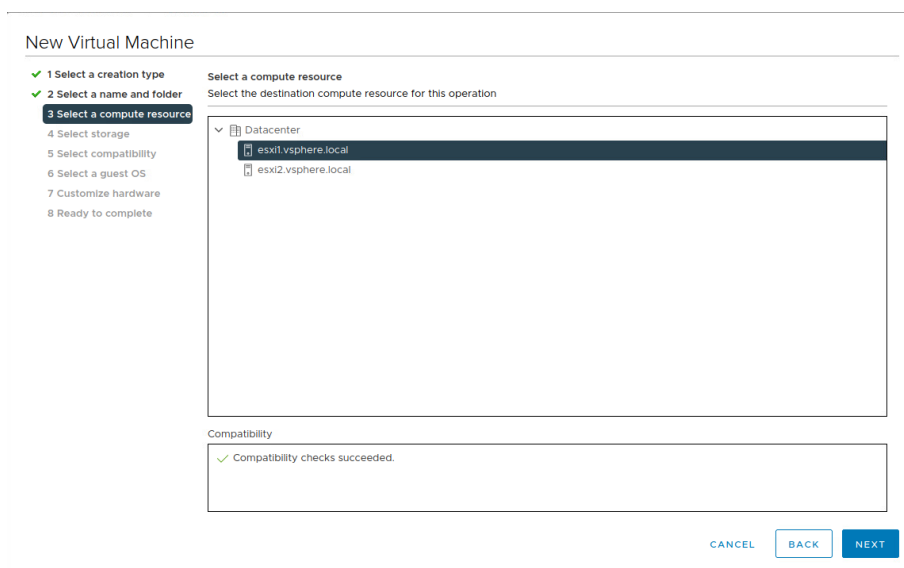 New Virtual Machine
1 Select a creation type
2 Select a name and folder
3 Select a compute resource
4 Select storage
5 Select compatibility
6 Select a guest OS
7 Customize hardware
8 Ready to complete
Select a compute resource
Select the destination compute resource for this operation
Datacenter
esxi1.vsphere.local
esxi2.vsphere.local
Compatibility
Compatibility checks succeeded.
CANCEL BACK NEXT